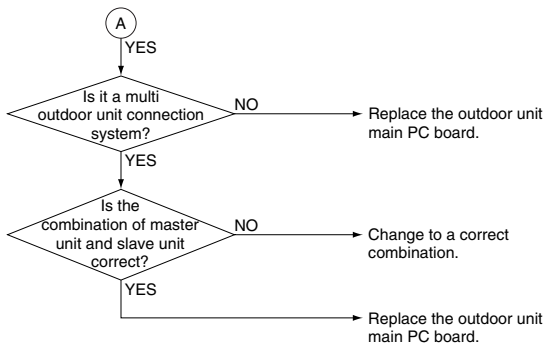 A
YES
Is it a multi
outdoor unit connection
system?
NO
Replace the outdoor unit
main PC board.
YES
Is the
combination of master
unit and slave unit
correct?
NO
Change to a correct
combination.
YES
Replace the outdoor unit
main PC board.